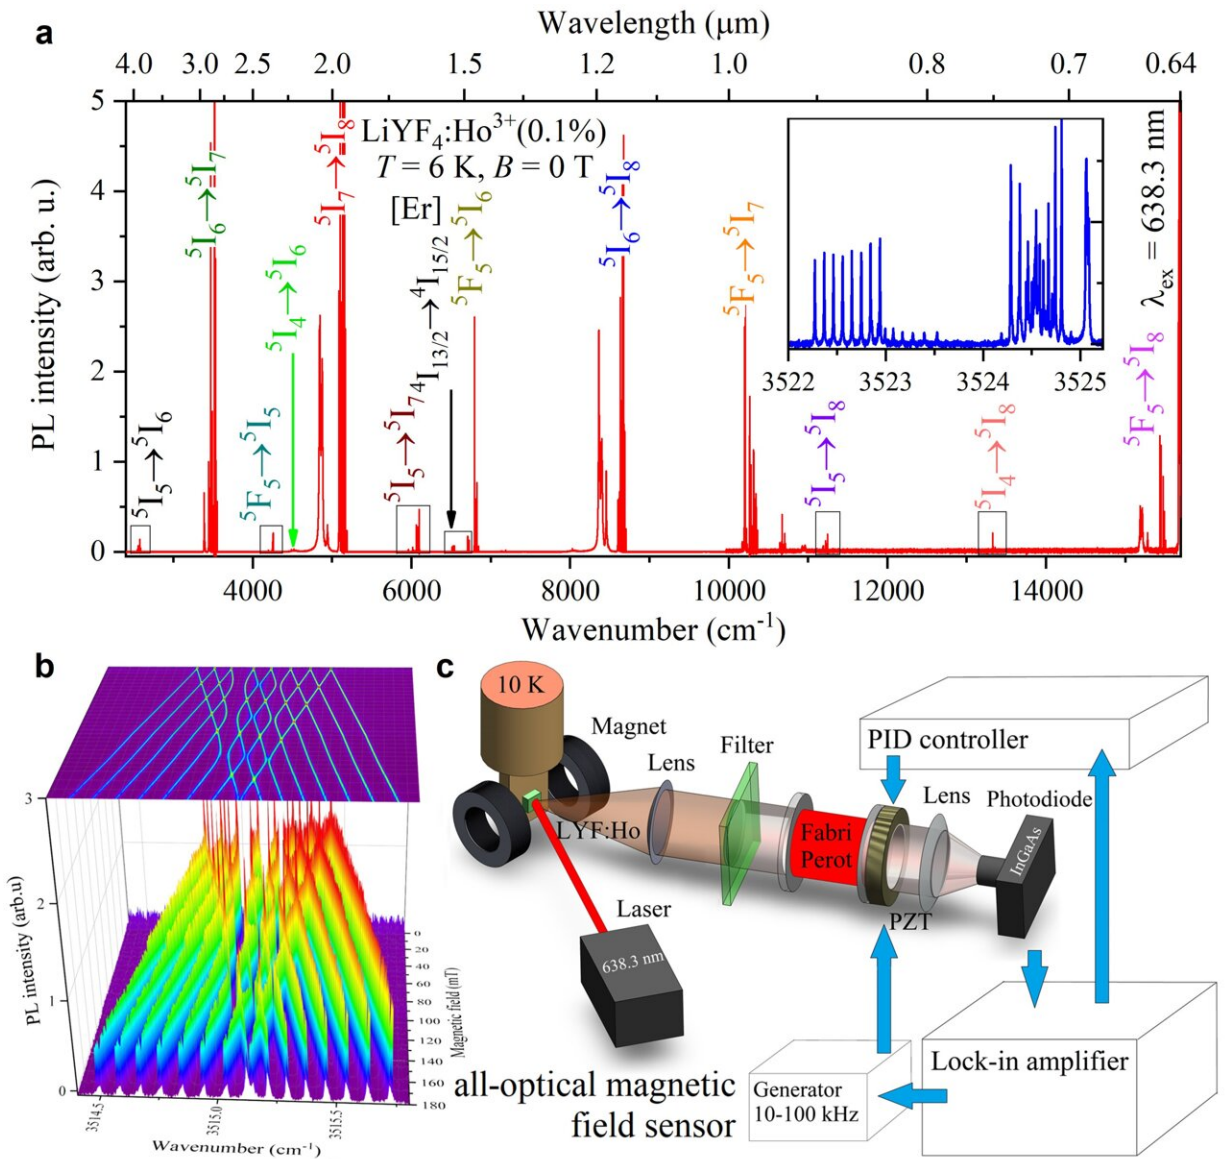 a
Wavelength (μm)
4.0 3.0 2.5 2.0 1.5 1.2 1.0 0.8 0.7 0.64
PL intensity (arb. u.)
5
4
3
2
1
0
LiYF₄:Ho³⁺(0.1%)
T = 6 K, B = 0 T
[Er]
⁵I₅→⁵I₆
⁵I₆→⁵I₇
⁵F₅→⁵I₅
⁵I₄→⁵I₆
⁵I₇→⁵I₈
⁵I₅→⁵I₇
⁴I₁₃/₂→⁴I₁₅/₂
⁵F₅→⁵I₆
⁵I₆→⁵I₈
⁵F₅→⁵I₇
⁵I₅→⁵I₈
⁵I₄→⁵I₈
⁵F₅→⁵I₈
λₑₓ = 638.3 nm
3522 3523 3524 3525
4000 6000 8000 10000 12000 14000
Wavenumber (cm⁻¹)
b
PL intensity (arb.u)
3
2
1
0
0
20
40
60
80
100
120
140
160
180
Magnetic field (mT)
3514.5 3515.0 3515.5
Wavenumber (cm⁻¹)
c
10 K
Magnet
Lens
Filter
LYF:Ho
Fabri
Perot
PZT
Lens
Photodiode
InGaAs
PID controller
Laser
638.3 nm
Lock-in amplifier
Generator
10-100 kHz
all-optical magnetic
field sensor